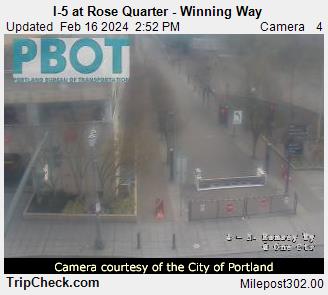 I-5 at Rose Quarter - Winning Way
Updated Feb 16 2024 2:52 PM Camera 4
PBOT
PORTLAND BUREAU OF TRANSPORTATION
Camera courtesy of the City of Portland
TripCheck.com Milepost302.00